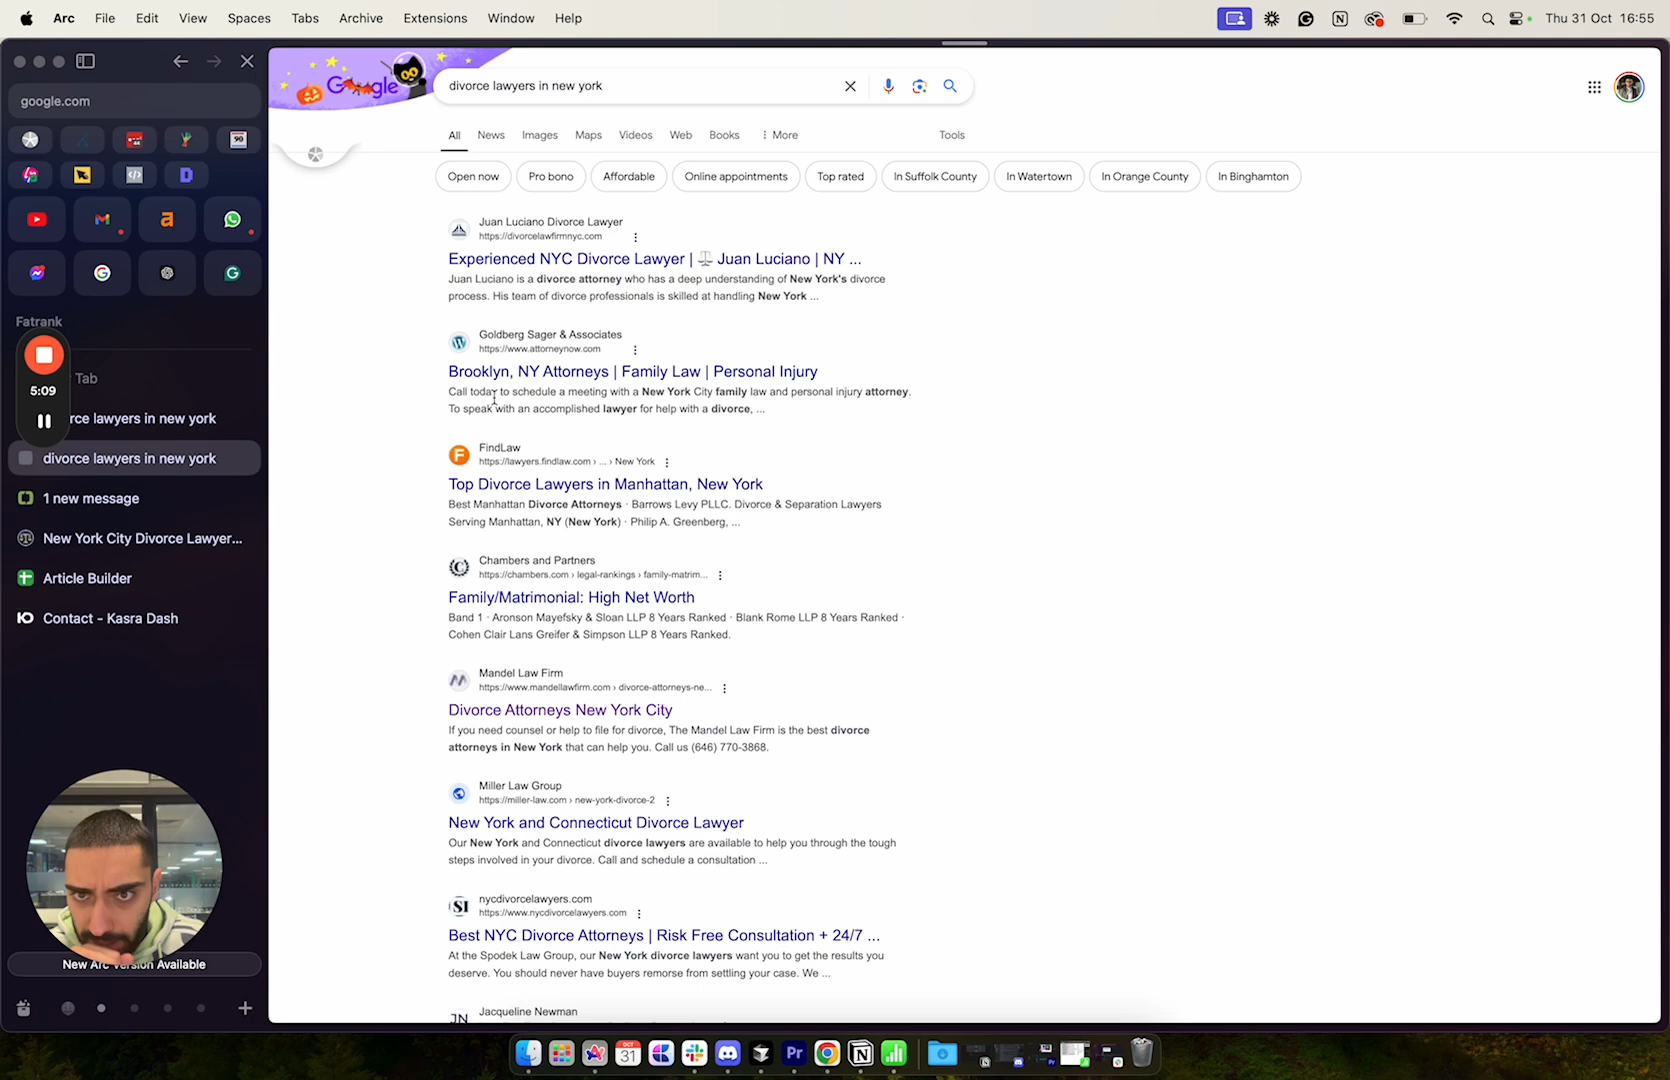 Arc File Edit View Spaces Tabs Archive Extensions Window Help Thu 31 Oct 16:55
google.com
Google
divorce lawyers in new york
All News Images Maps Videos Web Books More Tools
Open now Pro bono Affordable Online appointments Top rated In Suffolk County In Watertown In Orange County In Binghamton
Fatrank
5:09
Tab
rce lawyers in new york
divorce lawyers in new york
1 new message
New York City Divorce Lawyer...
Article Builder
Contact - Kasra Dash
New Arc Version Available
Juan Luciano Divorce Lawyer
https://divorcelawfirmnyc.com
Experienced NYC Divorce Lawyer | ⚖️ Juan Luciano | NY ...
Juan Luciano is a divorce attorney who has a deep understanding of New York's divorce
process. His team of divorce professionals is skilled at handling New York ...
Goldberg Sager & Associates
https://www.attorneynow.com
Brooklyn, NY Attorneys | Family Law | Personal Injury
Call today to schedule a meeting with a New York City family law and personal injury attorney.
To speak with an accomplished lawyer for help with a divorce, ...
FindLaw
https://lawyers.findlaw.com › ... › New York
Top Divorce Lawyers in Manhattan, New York
Best Manhattan Divorce Attorneys · Barrows Levy PLLC. Divorce & Separation Lawyers
Serving Manhattan, NY (New York) · Philip A. Greenberg, ...
Chambers and Partners
https://chambers.com › legal-rankings › family-matrim...
Family/Matrimonial: High Net Worth
Band 1 · Aronson Mayefsky & Sloan LLP 8 Years Ranked · Blank Rome LLP 8 Years Ranked ·
Cohen Clair Lans Greifer & Simpson LLP 8 Years Ranked.
Mandel Law Firm
https://www.mandellawfirm.com › divorce-attorneys-ne...
Divorce Attorneys New York City
If you need counsel or help to file for divorce, The Mandel Law Firm is the best divorce
attorneys in New York that can help you. Call us (646) 770-3868.
Miller Law Group
https://miller-law.com › new-york-divorce-2
New York and Connecticut Divorce Lawyer
Our New York and Connecticut divorce lawyers are available to help you through the tough
steps involved in your divorce. Call and schedule a consultation ...
nycdivorcelawyers.com
https://www.nycdivorcelawyers.com
Best NYC Divorce Attorneys | Risk Free Consultation + 24/7 ...
At the Spodek Law Group, our New York divorce lawyers want you to get the results you
deserve. You should never have buyers remorse from settling your case. We ...
JN
Jacqueline Newman
OCT
31
Pr